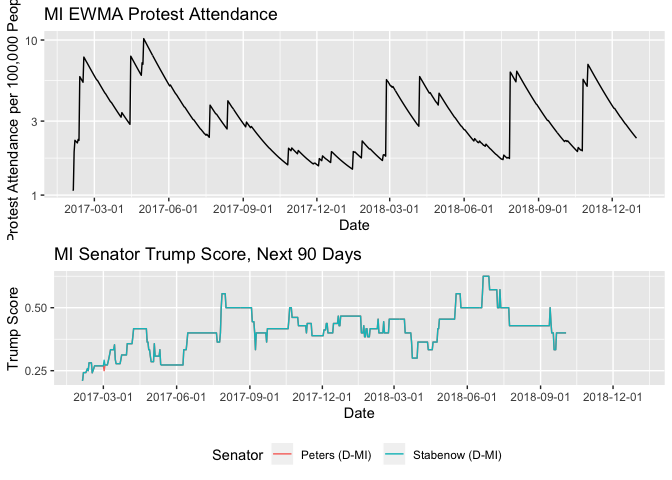 MI EWMA Protest Attendance
Protest Attendance per 100,000
10
3
1
2017-03-01 2017-06-01 2017-09-01 2017-12-01 2018-03-01 2018-06-01 2018-09-01 2018-12-01
Date
MI Senator Trump Score, Next 90 Days
Trump Score
0.50
0.25
2017-03-01 2017-06-01 2017-09-01 2017-12-01 2018-03-01 2018-06-01 2018-09-01 2018-12-01
Date
Senator Peters (D-MI) Stabenow (D-MI)